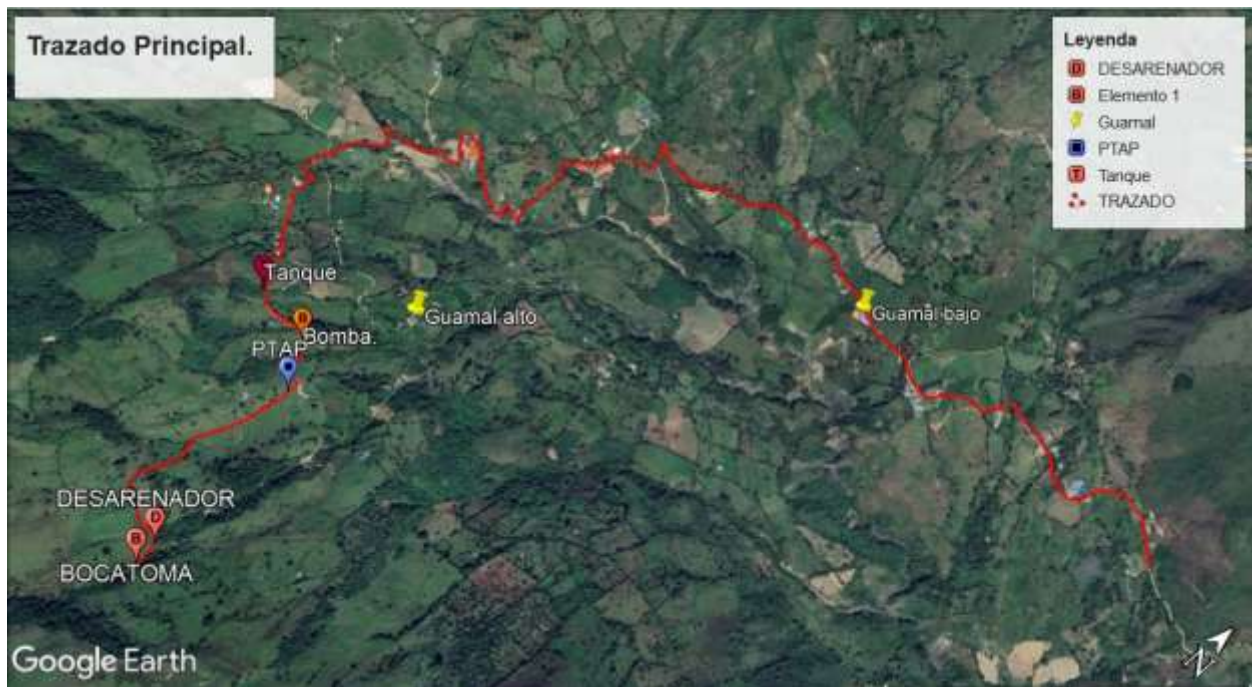 Trazado Principal.
Leyenda
D DESARENADOR
B Elemento 1
Guamal
PTAP
T Tanque
TRAZADO
Tanque
Guamal alto
B
Bomba.
Guamal bajo
PTAP
DESARENADOR
D
B
BOCATOMA
Google Earth
N